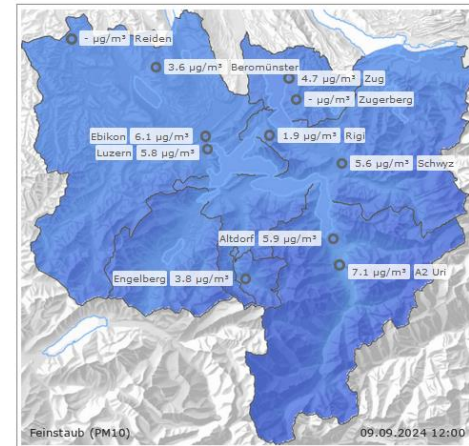 - µg/m³ Reiden
3.6 µg/m³ Beromünster
4.7 µg/m³ Zug
- µg/m³ Zugerberg
Ebikon 6.1 µg/m³
1.9 µg/m³ Rigi
Luzern 5.8 µg/m³
5.6 µg/m³ Schwyz
Altdorf 5.9 µg/m³
7.1 µg/m³ A2 Uri
Engelberg 3.8 µg/m³
Feinstaub (PM10)
09.09.2024 12:00